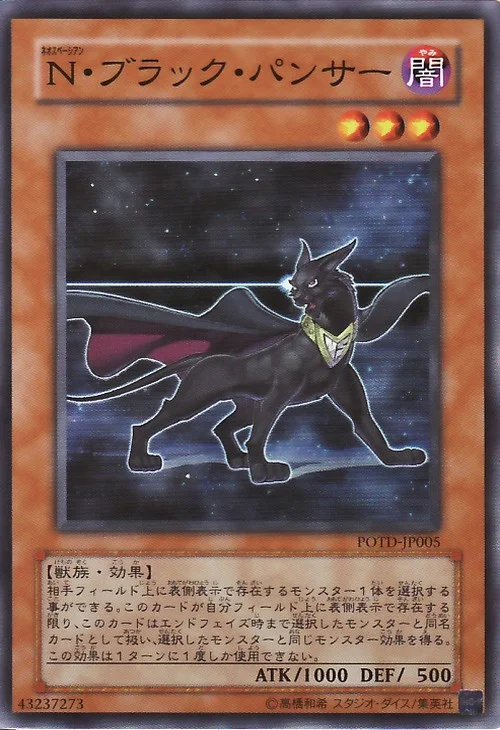 ネオスペーシアン
N・ブラック・パンサー
やみ
闇
POTD-JP005
【獣族・効果】
相手フィールド上に表側表示で存在するモンスター1体を選択する
事ができる。このカードが自分フィールド上に表側表示で存在する
限り、このカードはエンドフェイズ時まで選択したモンスターと同名
カードとして扱い、選択したモンスターと同じモンスター効果を得る。
この効果は1ターンに1度しか使用できない。
ATK/1000 DEF/ 500
43237273 ©高橋和希 スタジオ・ダイス/集英社